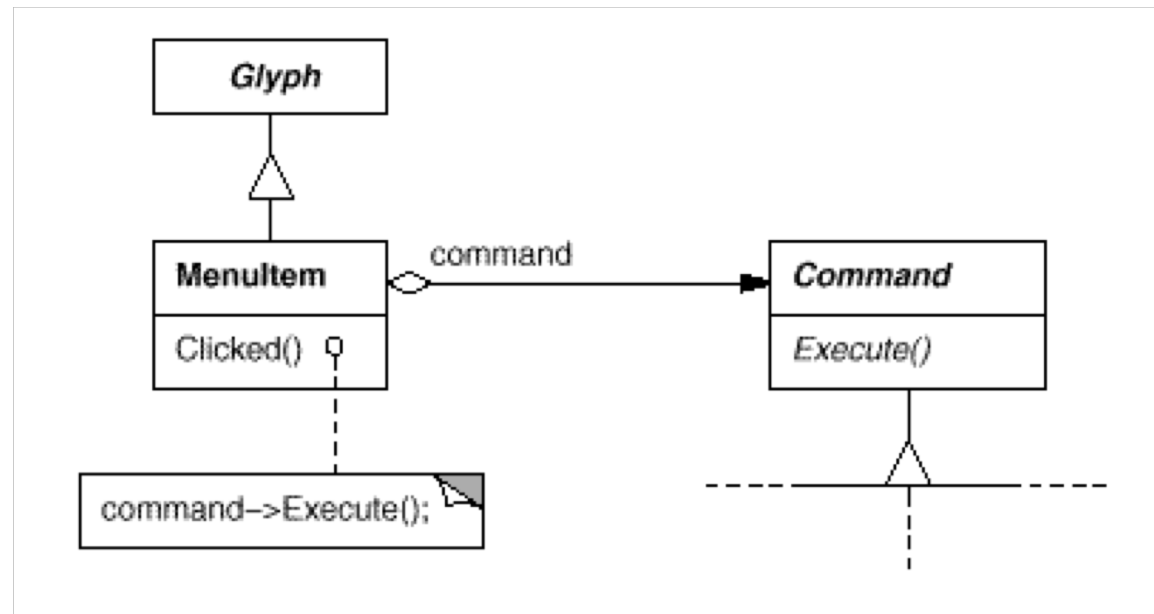 Glyph
MenuItem
command
Command
Clicked()
Execute()
command->Execute();